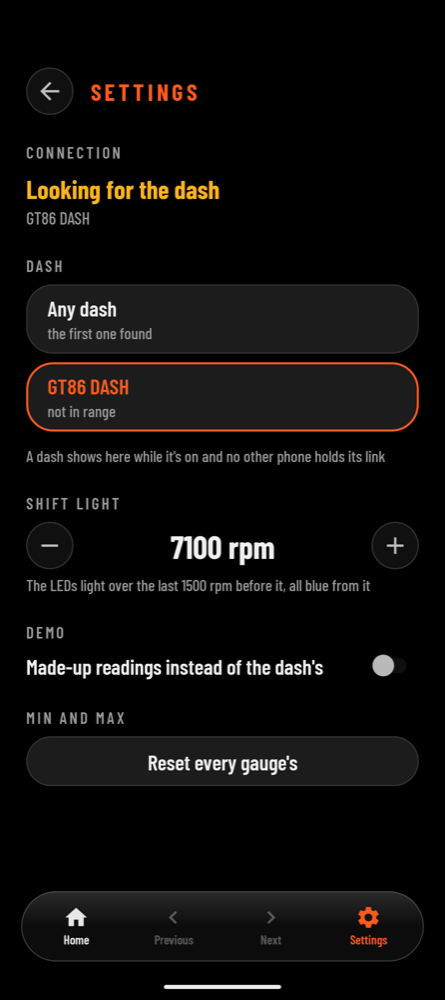 SETTINGS
CONNECTION
Looking for the dash
GT86 DASH
DASH
Any dash
the first one found
GT86 DASH
not in range
A dash shows here while it's on and no other phone holds its link
SHIFT LIGHT
7100 rpm
The LEDs light over the last 1500 rpm before it, all blue from it
DEMO
Made-up readings instead of the dash's
MIN AND MAX
Reset every gauge's
Home
Previous
Next
Settings